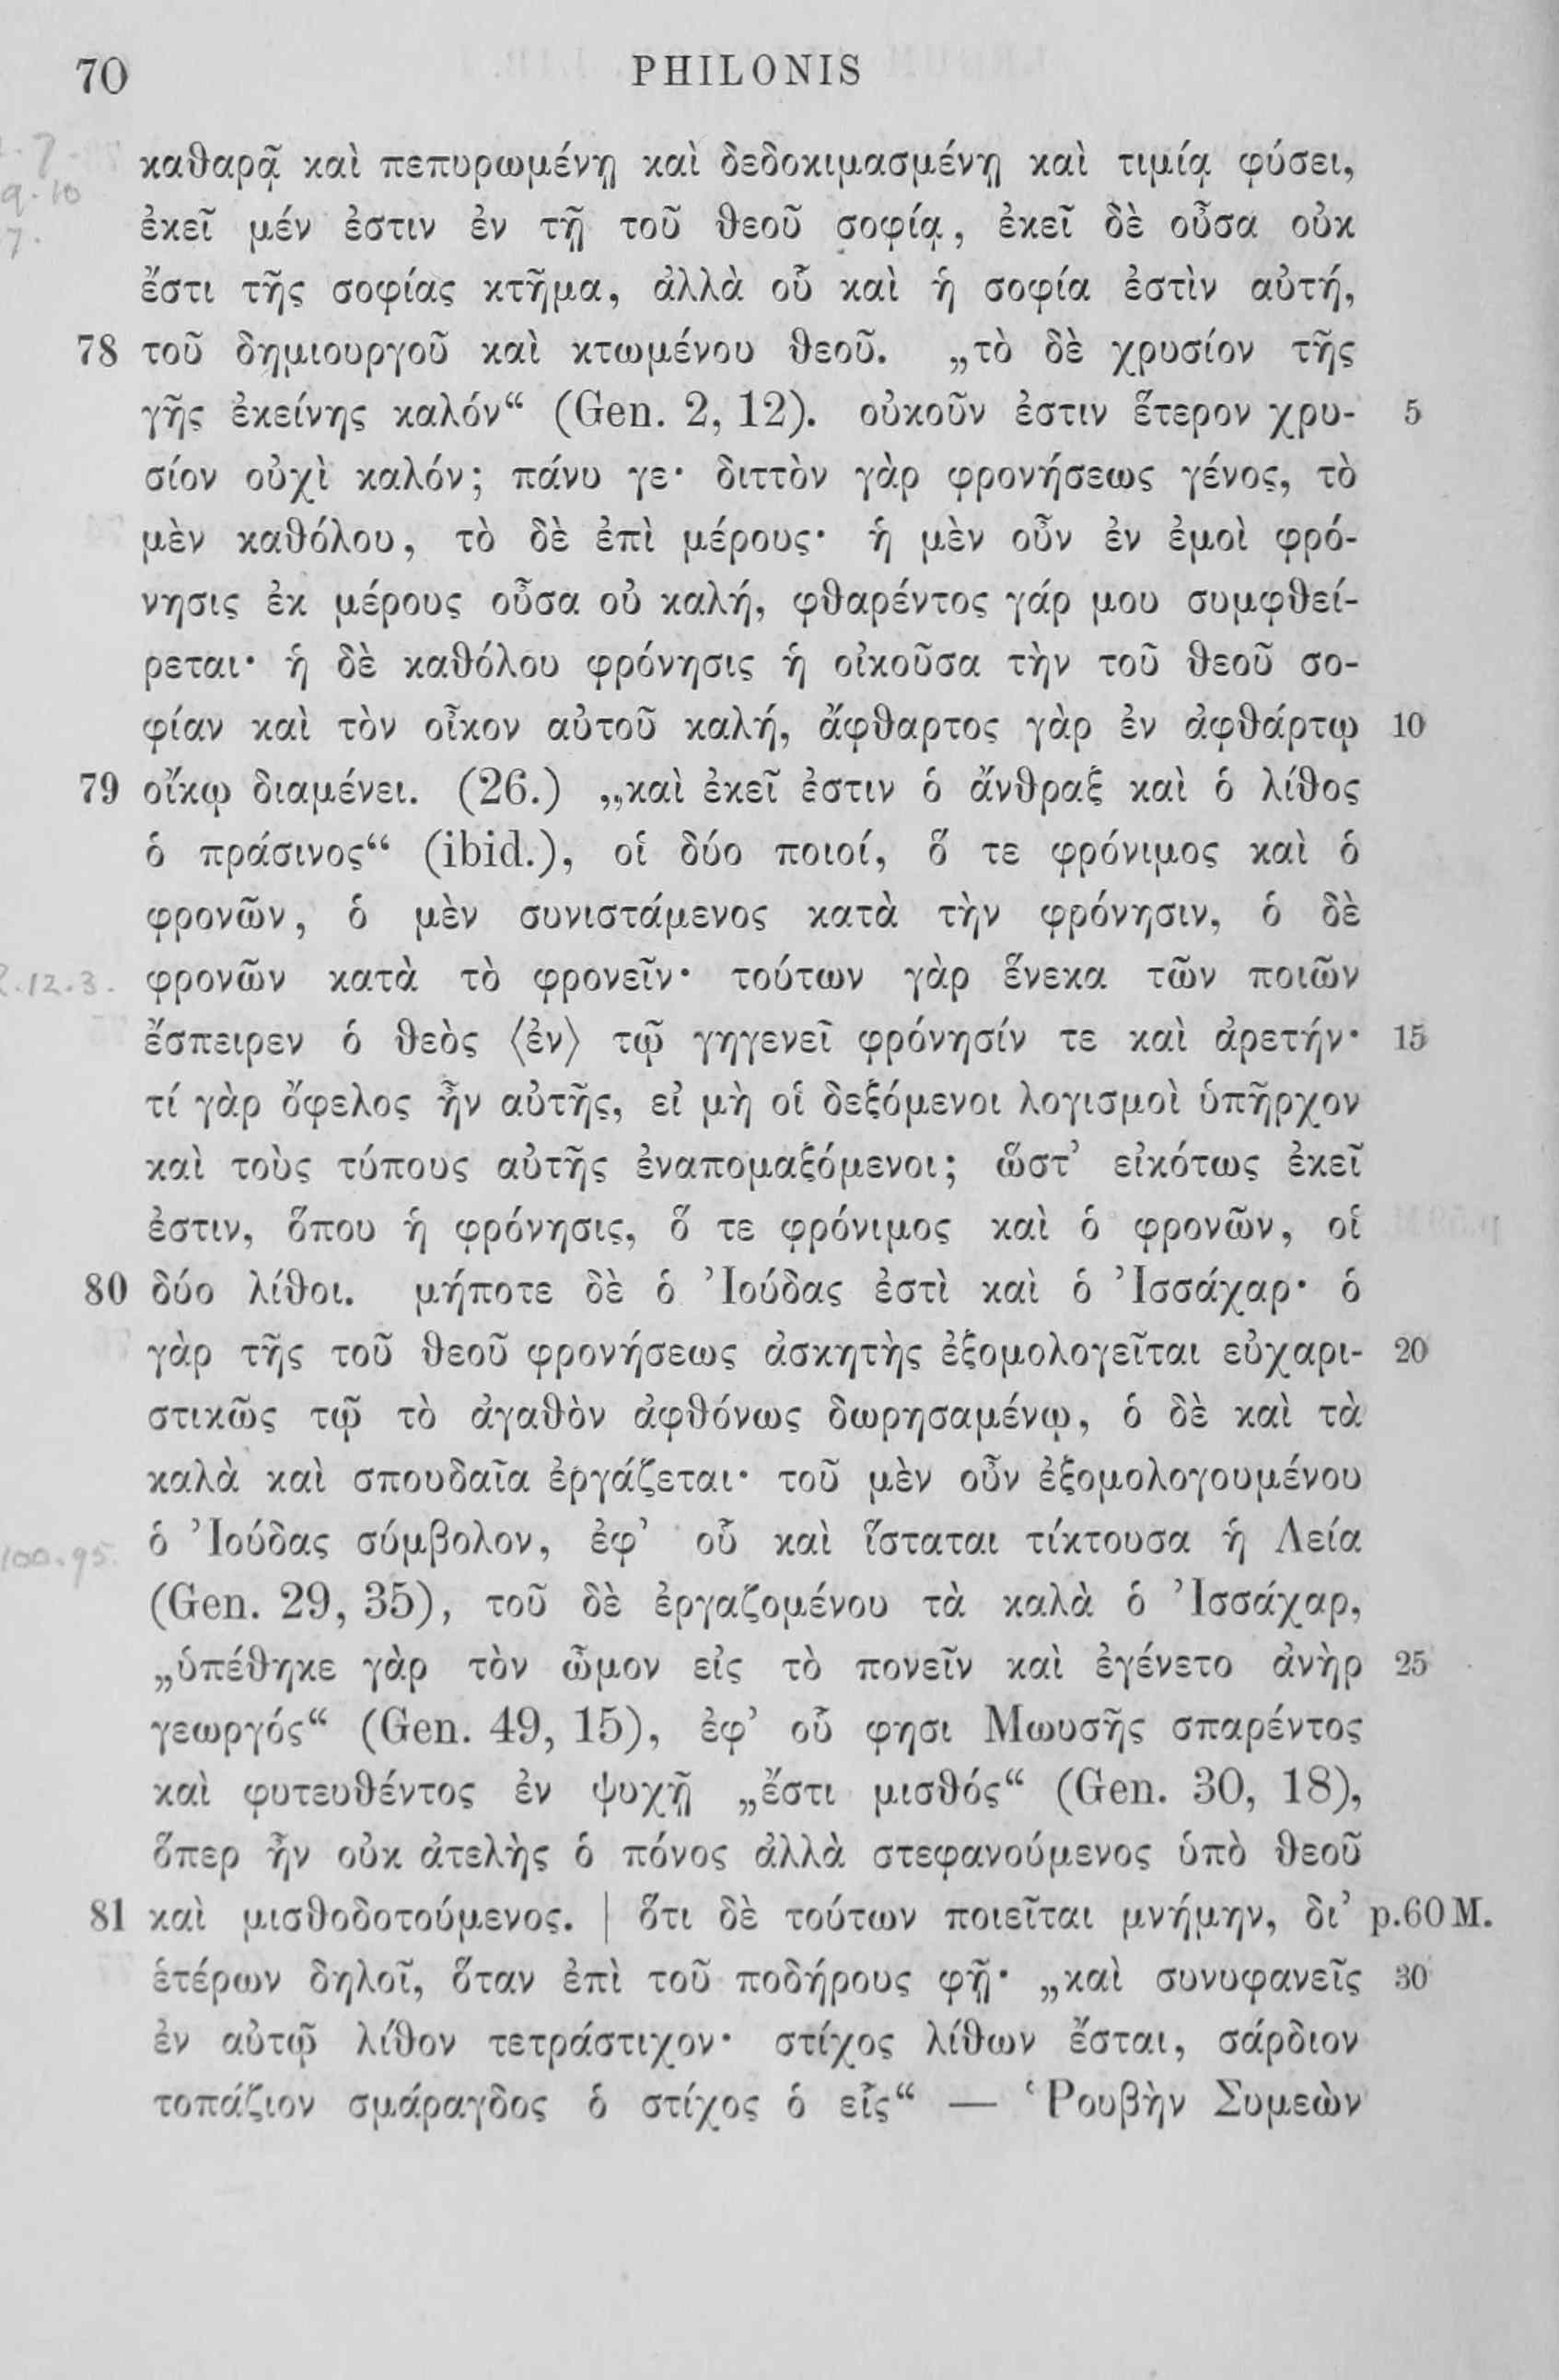 70 PHILONIS
καθαρᾷ καὶ πεπυρωμένῃ καὶ δεδοκιμασμένῃ καὶ τιμίᾳ φύσει,
ἐκεῖ μέν ἐστιν ἐν τῇ τοῦ θεοῦ σοφίᾳ, ἐκεῖ δὲ οὖσα οὐκ
ἔστι τῆς σοφίας κτῆμα, ἀλλὰ οὗ καὶ ἡ σοφία ἐστὶν αὐτή,
78 τοῦ δημιουργοῦ καὶ κτωμένου θεοῦ. „τὸ δὲ χρυσίον τῆς
γῆς ἐκείνης καλόν“ (Gen. 2, 12). οὐκοῦν ἐστιν ἕτερον χρυ- 5
σίον οὐχὶ καλόν; πάνυ γε· διττὸν γὰρ φρονήσεως γένος, τὸ
μὲν καθόλου, τὸ δὲ ἐπὶ μέρους· ἡ μὲν οὖν ἐν ἐμοὶ φρό-
νησις ἐκ μέρους οὖσα οὐ καλή, φθαρέντος γάρ μου συμφθεί-
ρεται· ἡ δὲ καθόλου φρόνησις ἡ οἰκοῦσα τὴν τοῦ θεοῦ σο-
φίαν καὶ τὸν οἶκον αὐτοῦ καλή, ἄφθαρτος γὰρ ἐν ἀφθάρτῳ 10
79 οἴκῳ διαμένει. (26.) „καὶ ἐκεῖ ἐστιν ὁ ἄνθραξ καὶ ὁ λίθος
ὁ πράσινος“ (ibid.), οἱ δύο ποιοί, ὅ τε φρόνιμος καὶ ὁ
φρονῶν, ὁ μὲν συνιστάμενος κατὰ τὴν φρόνησιν, ὁ δὲ
φρονῶν κατὰ τὸ φρονεῖν· τούτων γὰρ ἕνεκα τῶν ποιῶν
ἔσπειρεν ὁ θεὸς ⟨ἐν⟩ τῷ γηγενεῖ φρόνησίν τε καὶ ἀρετήν· 15
τί γὰρ ὄφελος ἦν αὐτῆς, εἰ μὴ οἱ δεξόμενοι λογισμοὶ ὑπῆρχον
καὶ τοὺς τύπους αὐτῆς ἐναπομαξόμενοι; ὥστ’ εἰκότως ἐκεῖ
ἐστιν, ὅπου ἡ φρόνησις, ὅ τε φρόνιμος καὶ ὁ φρονῶν, οἱ
80 δύο λίθοι. μήποτε δὲ ὁ Ἰούδας ἐστὶ καὶ ὁ Ἰσσάχαρ· ὁ
γὰρ τῆς τοῦ θεοῦ φρονήσεως ἀσκητὴς ἐξομολογεῖται εὐχαρι- 20
στικῶς τῷ τὸ ἀγαθὸν ἀφθόνως δωρησαμένῳ, ὁ δὲ καὶ τὰ
καλὰ καὶ σπουδαῖα ἐργάζεται· τοῦ μὲν οὖν ἐξομολογουμένου
ὁ Ἰούδας σύμβολον, ἐφ’ οὗ καὶ ἵσταται τίκτουσα ἡ Λεία
(Gen. 29, 35), τοῦ δὲ ἐργαζομένου τὰ καλὰ ὁ Ἰσσάχαρ,
„ὑπέθηκε γὰρ τὸν ὦμον εἰς τὸ πονεῖν καὶ ἐγένετο ἀνὴρ 25
γεωργός“ (Gen. 49, 15), ἐφ’ οὗ φησι Μωυσῆς σπαρέντος
καὶ φυτευθέντος ἐν ψυχῇ „ἔστι μισθός“ (Gen. 30, 18),
ὅπερ ἦν οὐκ ἀτελὴς ὁ πόνος ἀλλὰ στεφανούμενος ὑπὸ θεοῦ
81 καὶ μισθοδοτούμενος. | ὅτι δὲ τούτων ποιεῖται μνήμην, δι’ p.60 M.
ἑτέρων δηλοῖ, ὅταν ἐπὶ τοῦ ποδήρους φῇ· „καὶ συνυφανεῖς 30
ἐν αὐτῷ λίθον τετράστιχον· στίχος λίθων ἔσται, σάρδιον
τοπάζιον σμάραγδος ὁ στίχος ὁ εἷς“ — Ῥουβὴν Συμεὼν